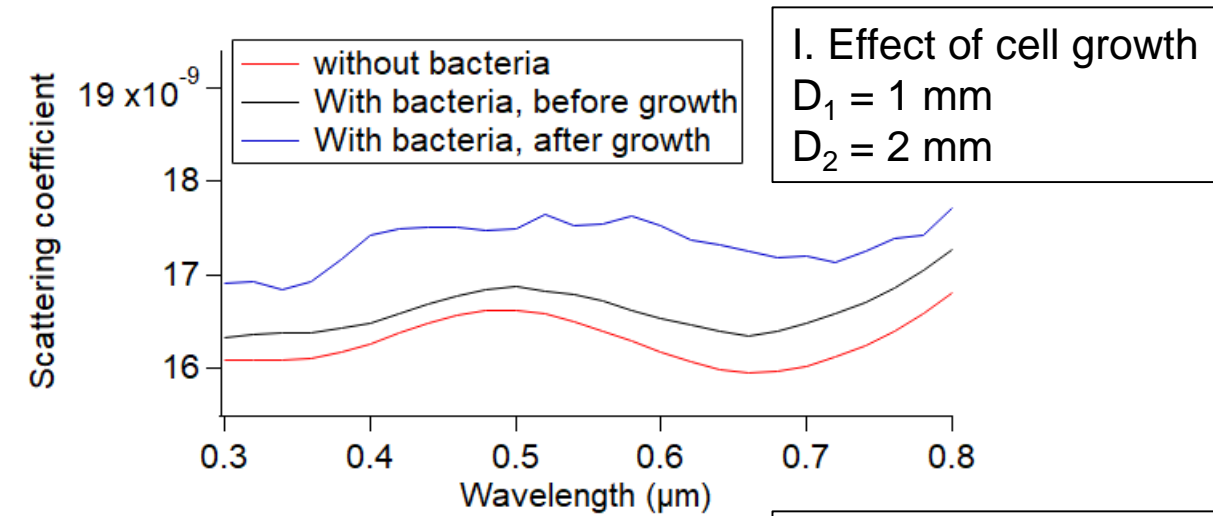 I. Effect of cell growth
D₁ = 1 mm
D₂ = 2 mm
without bacteria
With bacteria, before growth
With bacteria, after growth
Scattering coefficient
19 x10⁻⁹
18
17
16
0.3 0.4 0.5 0.6 0.7 0.8
Wavelength (µm)